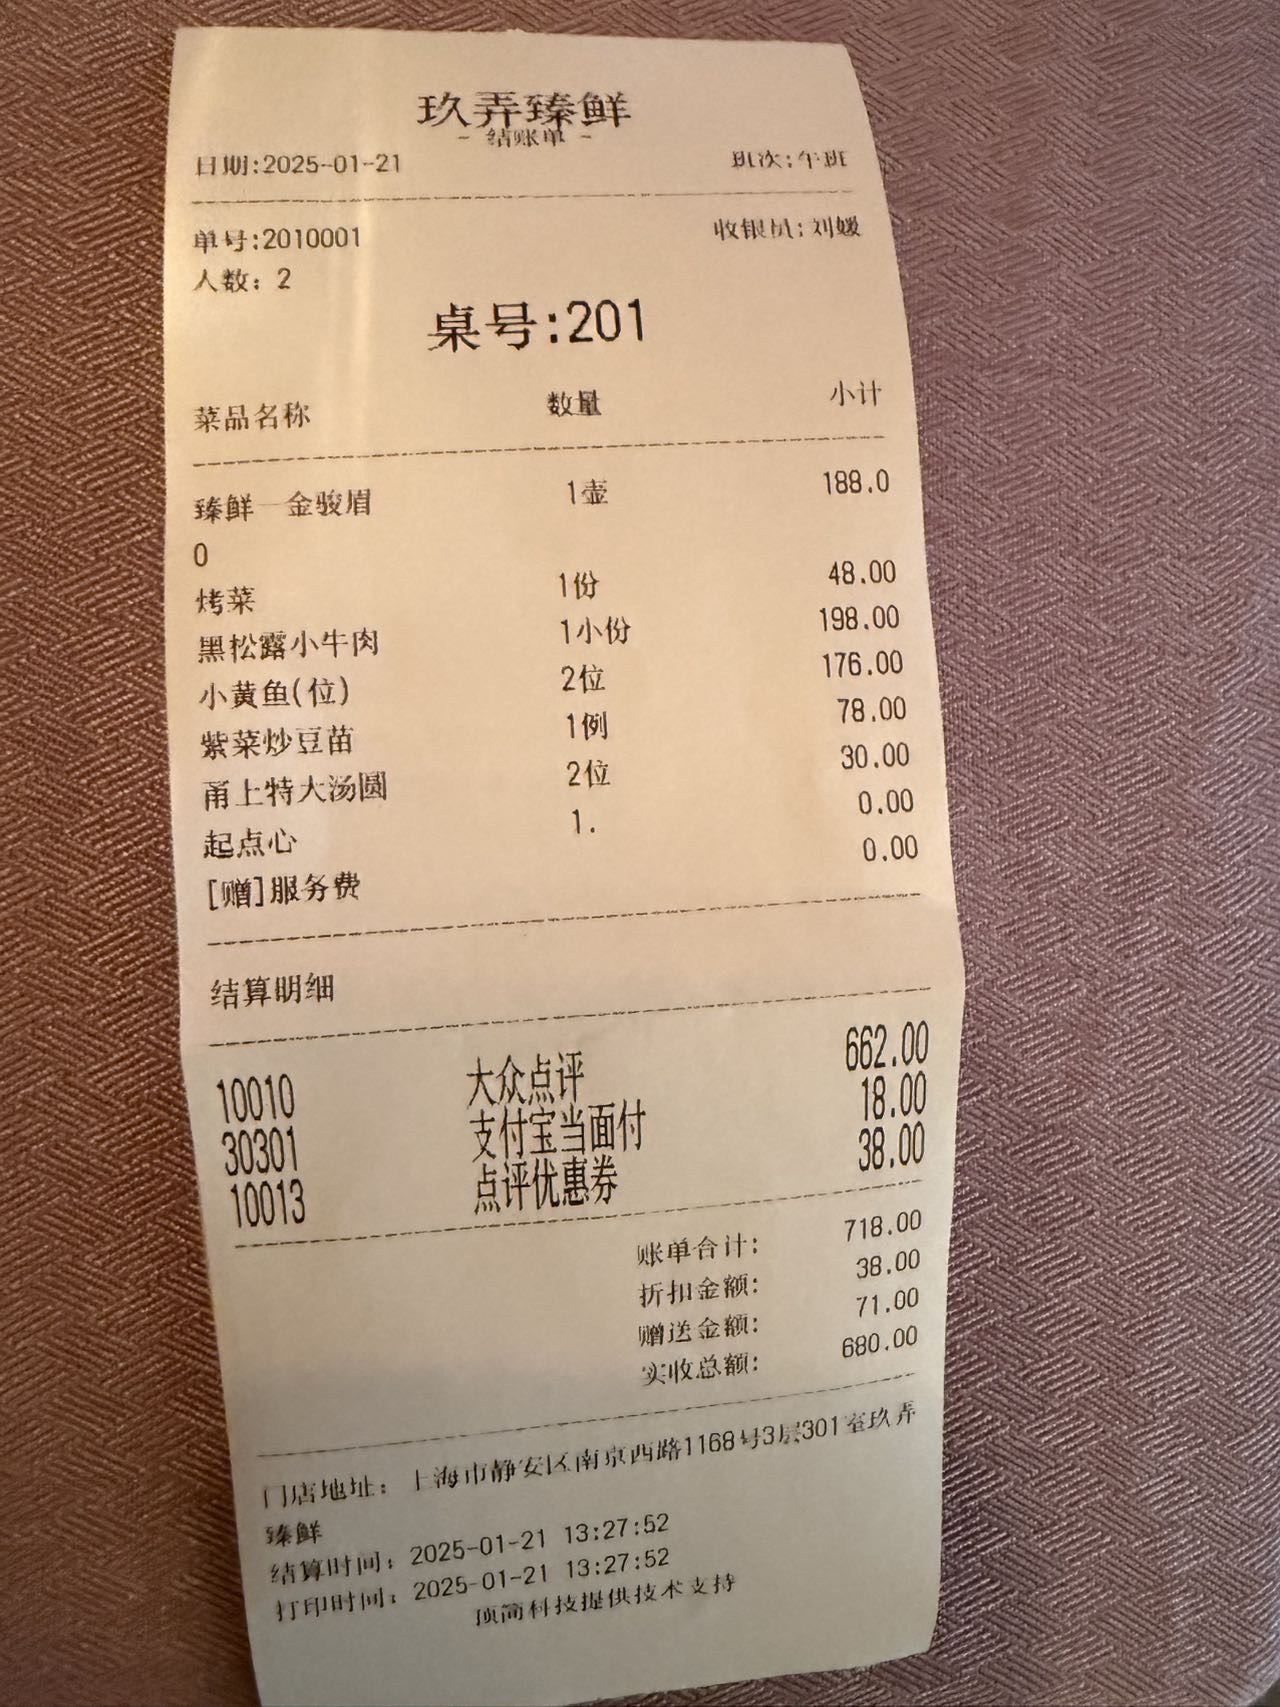 玖弄臻鲜
- 结账单 -
日期:2025-01-21 班次:午班
单号:2010001 收银员:刘媛
人数: 2
桌号:201
菜品名称 数量 小计
臻鲜一金骏眉 1壶 188.0
0
烤菜 1份 48.00
黑松露小牛肉 1小份 198.00
小黄鱼(位) 2位 176.00
紫菜炒豆苗 1例 78.00
甬上特大汤圆 2位 30.00
起点心 1. 0.00
[赠]服务费 0.00
结算明细
10010 大众点评 662.00
30301 支付宝当面付 18.00
10013 点评优惠券 38.00
账单合计: 718.00
折扣金额: 38.00
赠送金额: 71.00
实收总额: 680.00
门店地址: 上海市静安区南京西路1168号3层301室玖弄
臻鲜
结算时间: 2025-01-21 13:27:52
打印时间: 2025-01-21 13:27:52
顶简科技提供技术支持